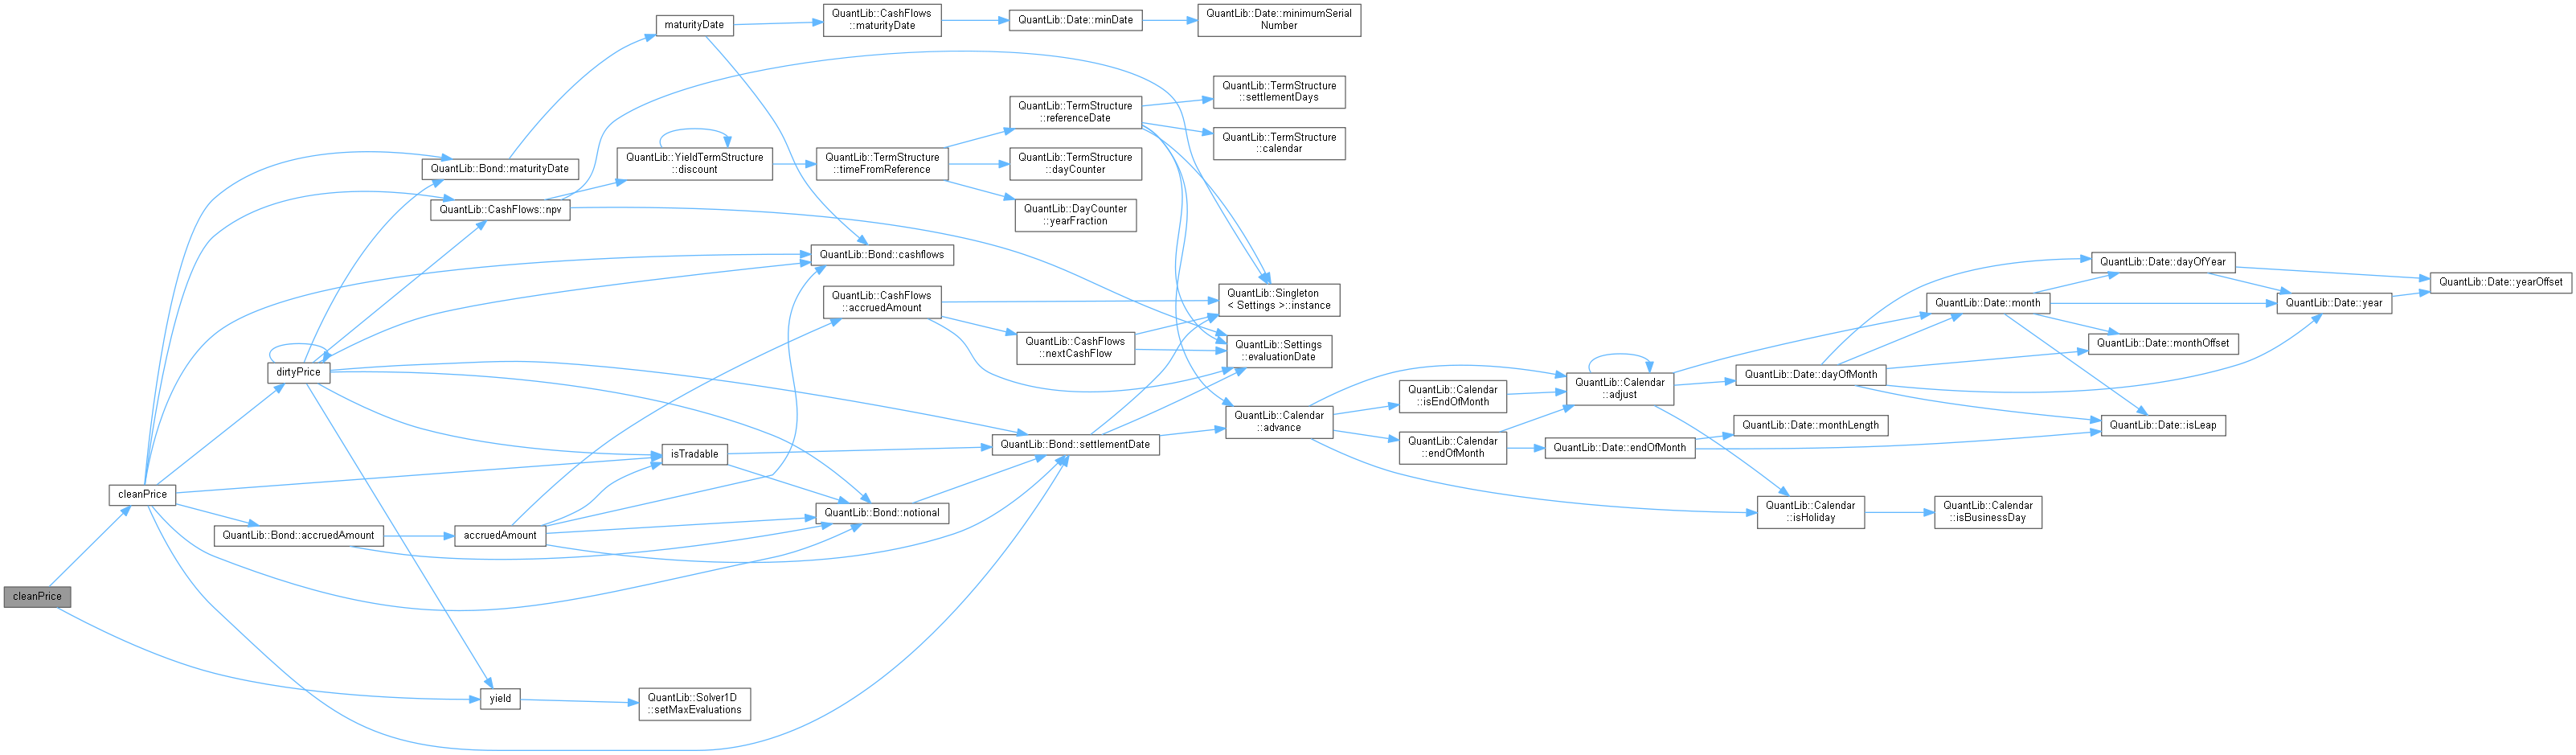 cleanPrice
cleanPrice
QuantLib::Bond::accruedAmount
dirtyPrice
QuantLib::Bond::maturityDate
QuantLib::CashFlows::npv
accruedAmount
yield
maturityDate
QuantLib::YieldTermStructure
::discount
isTradable
QuantLib::Solver1D
::setMaxEvaluations
QuantLib::CashFlows
::maturityDate
QuantLib::TermStructure
::timeFromReference
QuantLib::Bond::cashflows
QuantLib::CashFlows
::accruedAmount
QuantLib::Bond::notional
QuantLib::Date::minDate
QuantLib::TermStructure
::referenceDate
QuantLib::TermStructure
::dayCounter
QuantLib::DayCounter
::yearFraction
QuantLib::CashFlows
::nextCashFlow
QuantLib::Bond::settlementDate
QuantLib::Date::minimumSerial
Number
QuantLib::TermStructure
::settlementDays
QuantLib::TermStructure
::calendar
QuantLib::Singleton
< Settings >::instance
QuantLib::Settings
::evaluationDate
QuantLib::Calendar
::advance
QuantLib::Calendar
::isEndOfMonth
QuantLib::Calendar
::endOfMonth
QuantLib::Calendar
::adjust
QuantLib::Date::endOfMonth
QuantLib::Date::dayOfMonth
QuantLib::Date::monthLength
QuantLib::Calendar
::isHoliday
QuantLib::Date::month
QuantLib::Calendar
::isBusinessDay
QuantLib::Date::dayOfYear
QuantLib::Date::monthOffset
QuantLib::Date::isLeap
QuantLib::Date::year
QuantLib::Date::yearOffset